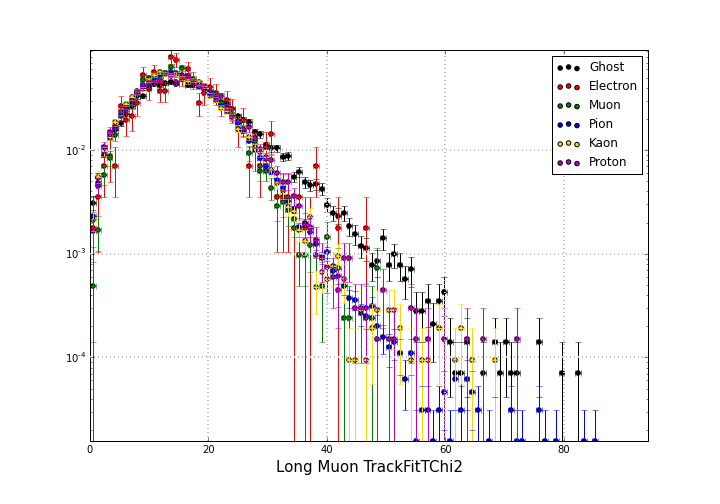 Ghost
Electron
Muon
Pion
Kaon
Proton
10^-2
10^-3
10^-4
0 20 40 60 80
Long Muon TrackFitTChi2